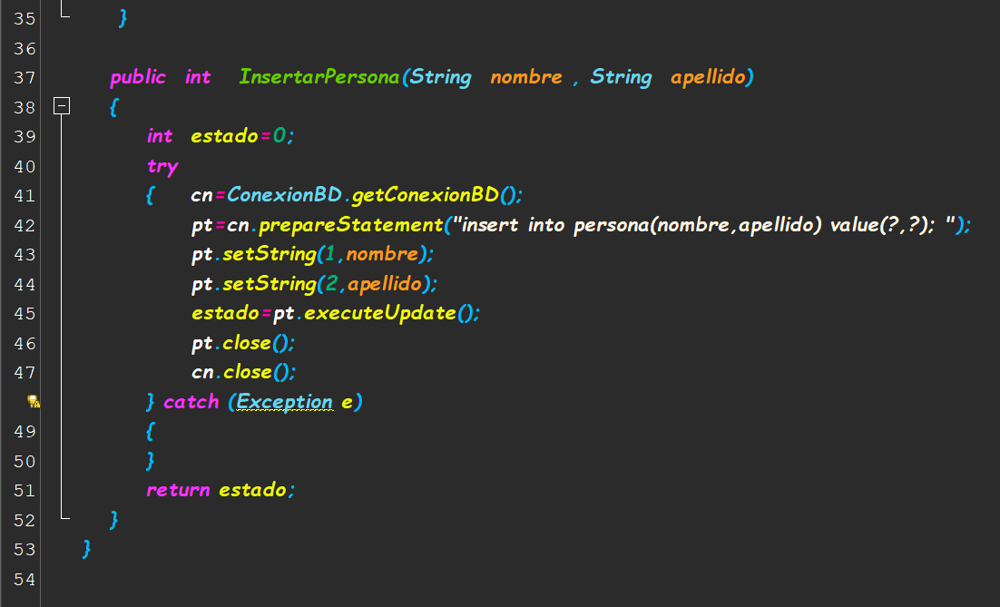 35 }
36
37 public int InsertarPersona(String nombre , String apellido)
38 {
39 int estado=0;
40 try
41 { cn=ConexionBD.getConexionBD();
42 pt=cn.prepareStatement("insert into persona(nombre,apellido) value(?,?); ");
43 pt.setString(1,nombre);
44 pt.setString(2,apellido);
45 estado=pt.executeUpdate();
46 pt.close();
47 cn.close();
} catch (Exception e)
49 {
50 }
51 return estado;
52 }
53 }
54